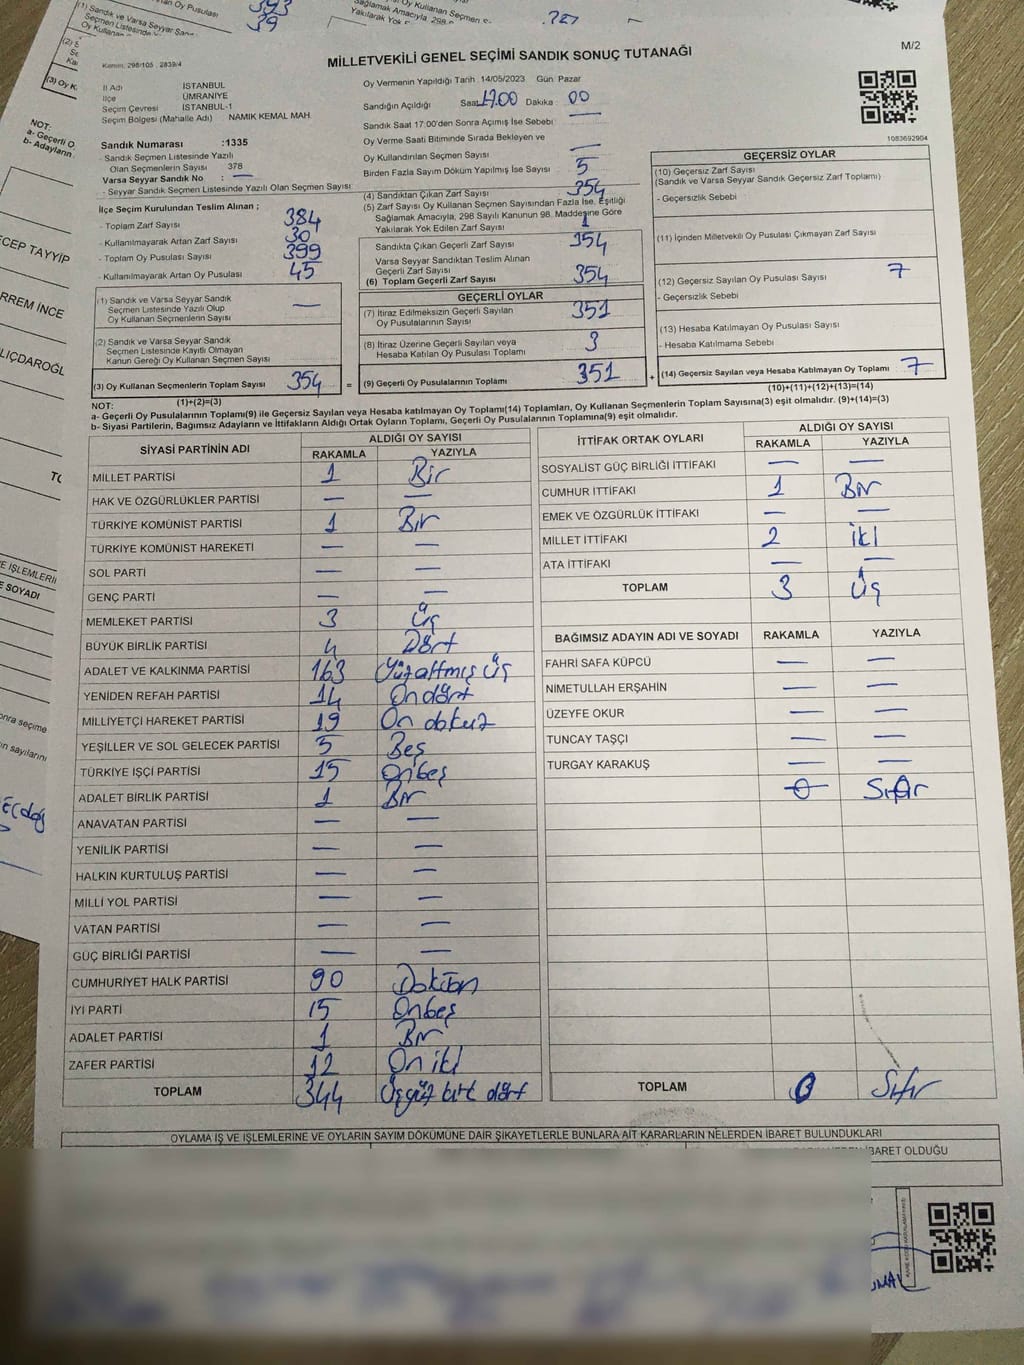 (1) Sandık ve Varsa Seyyar
Sandık Seçmen Listesinde
Oy Kullanan
393
39
Sağlamak Amacıyla, 298
Yakılarak Yok
MİLLETVEKİLİ GENEL SEÇİMİ SANDIK SONUÇ TUTANAĞI
M/2
Kanun: 298/105 2839/4
İl Adı İSTANBUL
İlçe ÜMRANİYE
Seçim Çevresi İSTANBUL-1
Seçim Bölgesi (Mahalle Adı) NAMIK KEMAL MAH.
Oy Vermenin Yapıldığı Tarih 14/05/2023 Gün: Pazar
Sandığın Açıldığı Saat 17.00 Dakika : 00
Sandık Saat 17:00'den Sonra Açılmış İse Sebebi —
Oy Verme Saati Bitiminde Sırada Bekleyen ve
Oy Kullandırılan Seçmen Sayısı —
Birden Fazla Sayım Döküm Yapılmış İse Sayısı 5
1083692904
Sandık Numarası :1335
- Sandık Seçmen Listesinde Yazılı
Olan Seçmenlerin Sayısı 378
Varsa Seyyar Sandık No : —
- Seyyar Sandık Seçmen Listesinde Yazılı Olan Seçmen Sayısı
İlçe Seçim Kurulundan Teslim Alınan ;
- Toplam Zarf Sayısı 384
- Kullanılmayarak Artan Zarf Sayısı 30
- Toplam Oy Pusulası Sayısı 399
- Kullanılmayarak Artan Oy Pusulası 45
(1) Sandık ve Varsa Seyyar Sandık
Seçmen Listesinde Yazılı Olup
Oy Kullanan Seçmenlerin Sayısı —
(2) Sandık ve Varsa Seyyar Sandık
Seçmen Listesinde Kayıtlı Olmayan
Kanun Gereği Oy Kullanan Seçmen Sayısı
(3) Oy Kullanan Seçmenlerin Toplam Sayısı 354 =
(1)+(2)=(3)
(4) Sandıktan Çıkan Zarf Sayısı 354
(5) Zarf Sayısı Oy Kullanan Seçmen Sayısından Fazla İse, Eşitliği
Sağlamak Amacıyla, 298 Sayılı Kanunun 98. Maddesine Göre
Yakılarak Yok Edilen Zarf Sayısı 1
Sandıkta Çıkan Geçerli Zarf Sayısı 354
Varsa Seyyar Sandıktan Teslim Alınan
Geçerli Zarf Sayısı
(6) Toplam Geçerli Zarf Sayısı 354
GEÇERLİ OYLAR
(7) İtiraz Edilmeksizin Geçerli Sayılan
Oy Pusulalarının Sayısı 351
(8) İtiraz Üzerine Geçerli Sayılan veya
Hesaba Katılan Oy Pusulası Toplamı 3
(9) Geçerli Oy Pusulalarının Toplamı 351 +
GEÇERSİZ OYLAR
(10) Geçersiz Zarf Sayısı
(Sandık ve Varsa Seyyar Sandık Geçersiz Zarf Toplamı)
- Geçersizlik Sebebi
(11) İçinden Milletvekili Oy Pusulası Çıkmayan Zarf Sayısı
(12) Geçersiz Sayılan Oy Pusulası Sayısı 7
- Geçersizlik Sebebi
(13) Hesaba Katılmayan Oy Pusulası Sayısı
- Hesaba Katılmama Sebebi
(14) Geçersiz Sayılan veya Hesaba Katılmayan Oy Toplamı 7
(10)+(11)+(12)+(13)=(14)
NOT:
a- Geçerli Oy Pusulalarının Toplamı(9) ile Geçersiz Sayılan veya Hesaba katılmayan Oy Toplamı(14) Toplamları, Oy Kullanan Seçmenlerin Toplam Sayısına(3) eşit olmalıdır. (9)+(14)=(3)
b- Siyasi Partilerin, Bağımsız Adayların ve İttifakların Aldığı Ortak Oyların Toplamı, Geçerli Oy Pusulalarının Toplamına(9) eşit olmalıdır.
SİYASİ PARTİNİN ADI ALDIĞI OY SAYISI
RAKAMLA YAZIYLA
MİLLET PARTİSİ 1 Bir
HAK VE ÖZGÜRLÜKLER PARTİSİ — —
TÜRKİYE KOMÜNİST PARTİSİ 1 Bir
TÜRKİYE KOMÜNİST HAREKETİ — —
SOL PARTİ — —
GENÇ PARTİ — —
MEMLEKET PARTİSİ 3 Üç
BÜYÜK BİRLİK PARTİSİ 4 Dört
ADALET VE KALKINMA PARTİSİ 163 Yüzaltmış üç
YENİDEN REFAH PARTİSİ 14 On dört
MİLLİYETÇİ HAREKET PARTİSİ 19 On dokuz
YEŞİLLER VE SOL GELECEK PARTİSİ 5 Beş
TÜRKİYE İŞÇİ PARTİSİ 15 Onbeş
ADALET BİRLİK PARTİSİ 1 Bir
ANAVATAN PARTİSİ — —
YENİLİK PARTİSİ — —
HALKIN KURTULUŞ PARTİSİ — —
MİLLİ YOL PARTİSİ — —
VATAN PARTİSİ — —
GÜÇ BİRLİĞİ PARTİSİ — —
CUMHURİYET HALK PARTİSİ 90 Doksan
İYİ PARTİ 15 Onbeş
ADALET PARTİSİ 1 Bir
ZAFER PARTİSİ 12 On iki
TOPLAM 344 Üçyüz kırk dört
İTTİFAK ORTAK OYLARI ALDIĞI OY SAYISI
RAKAMLA YAZIYLA
SOSYALİST GÜÇ BİRLİĞİ İTTİFAKI — —
CUMHUR İTTİFAKI 1 Bir
EMEK VE ÖZGÜRLÜK İTTİFAKI — —
MİLLET İTTİFAKI 2 iki
ATA İTTİFAKI — —
TOPLAM 3 Üç
BAĞIMSIZ ADAYIN ADI VE SOYADI RAKAMLA YAZIYLA
FAHRİ SAFA KÜPCÜ — —
NİMETULLAH ERŞAHİN — —
ÜZEYFE OKUR — —
TUNCAY TAŞÇI — —
TURGAY KARAKUŞ — —
0 Sıfır
TOPLAM 0 Sıfır
OYLAMA İŞ VE İŞLEMLERİNE VE OYLARIN SAYIM DÖKÜMÜNE DAİR ŞİKAYETLERLE BUNLARA AİT KARARLARIN NELERDEN İBARET BULUNDUKLARI
İBARET OLDUĞU